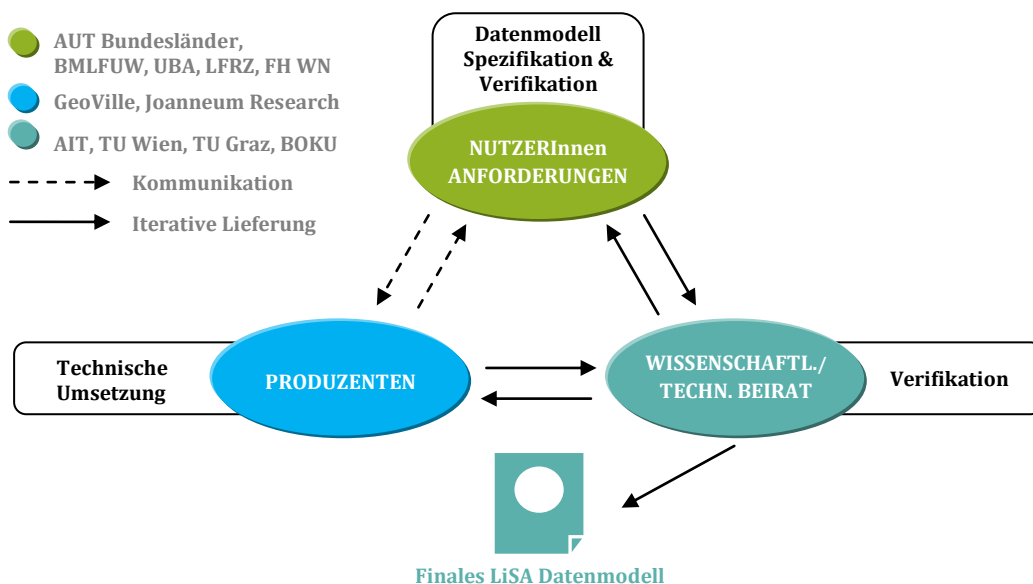 AUT Bundesländer,
BMLFUW, UBA, LFRZ, FH WN
GeoVille, Joanneum Research
AIT, TU Wien, TU Graz, BOKU
Kommunikation
Iterative Lieferung
Datenmodell
Spezifikation &
Verifikation
NUTZERInnen
ANFORDERUNGEN
Technische
Umsetzung
PRODUZENTEN
WISSENSCHAFTL./
TECHN. BEIRAT
Verifikation
Finales LiSA Datenmodell